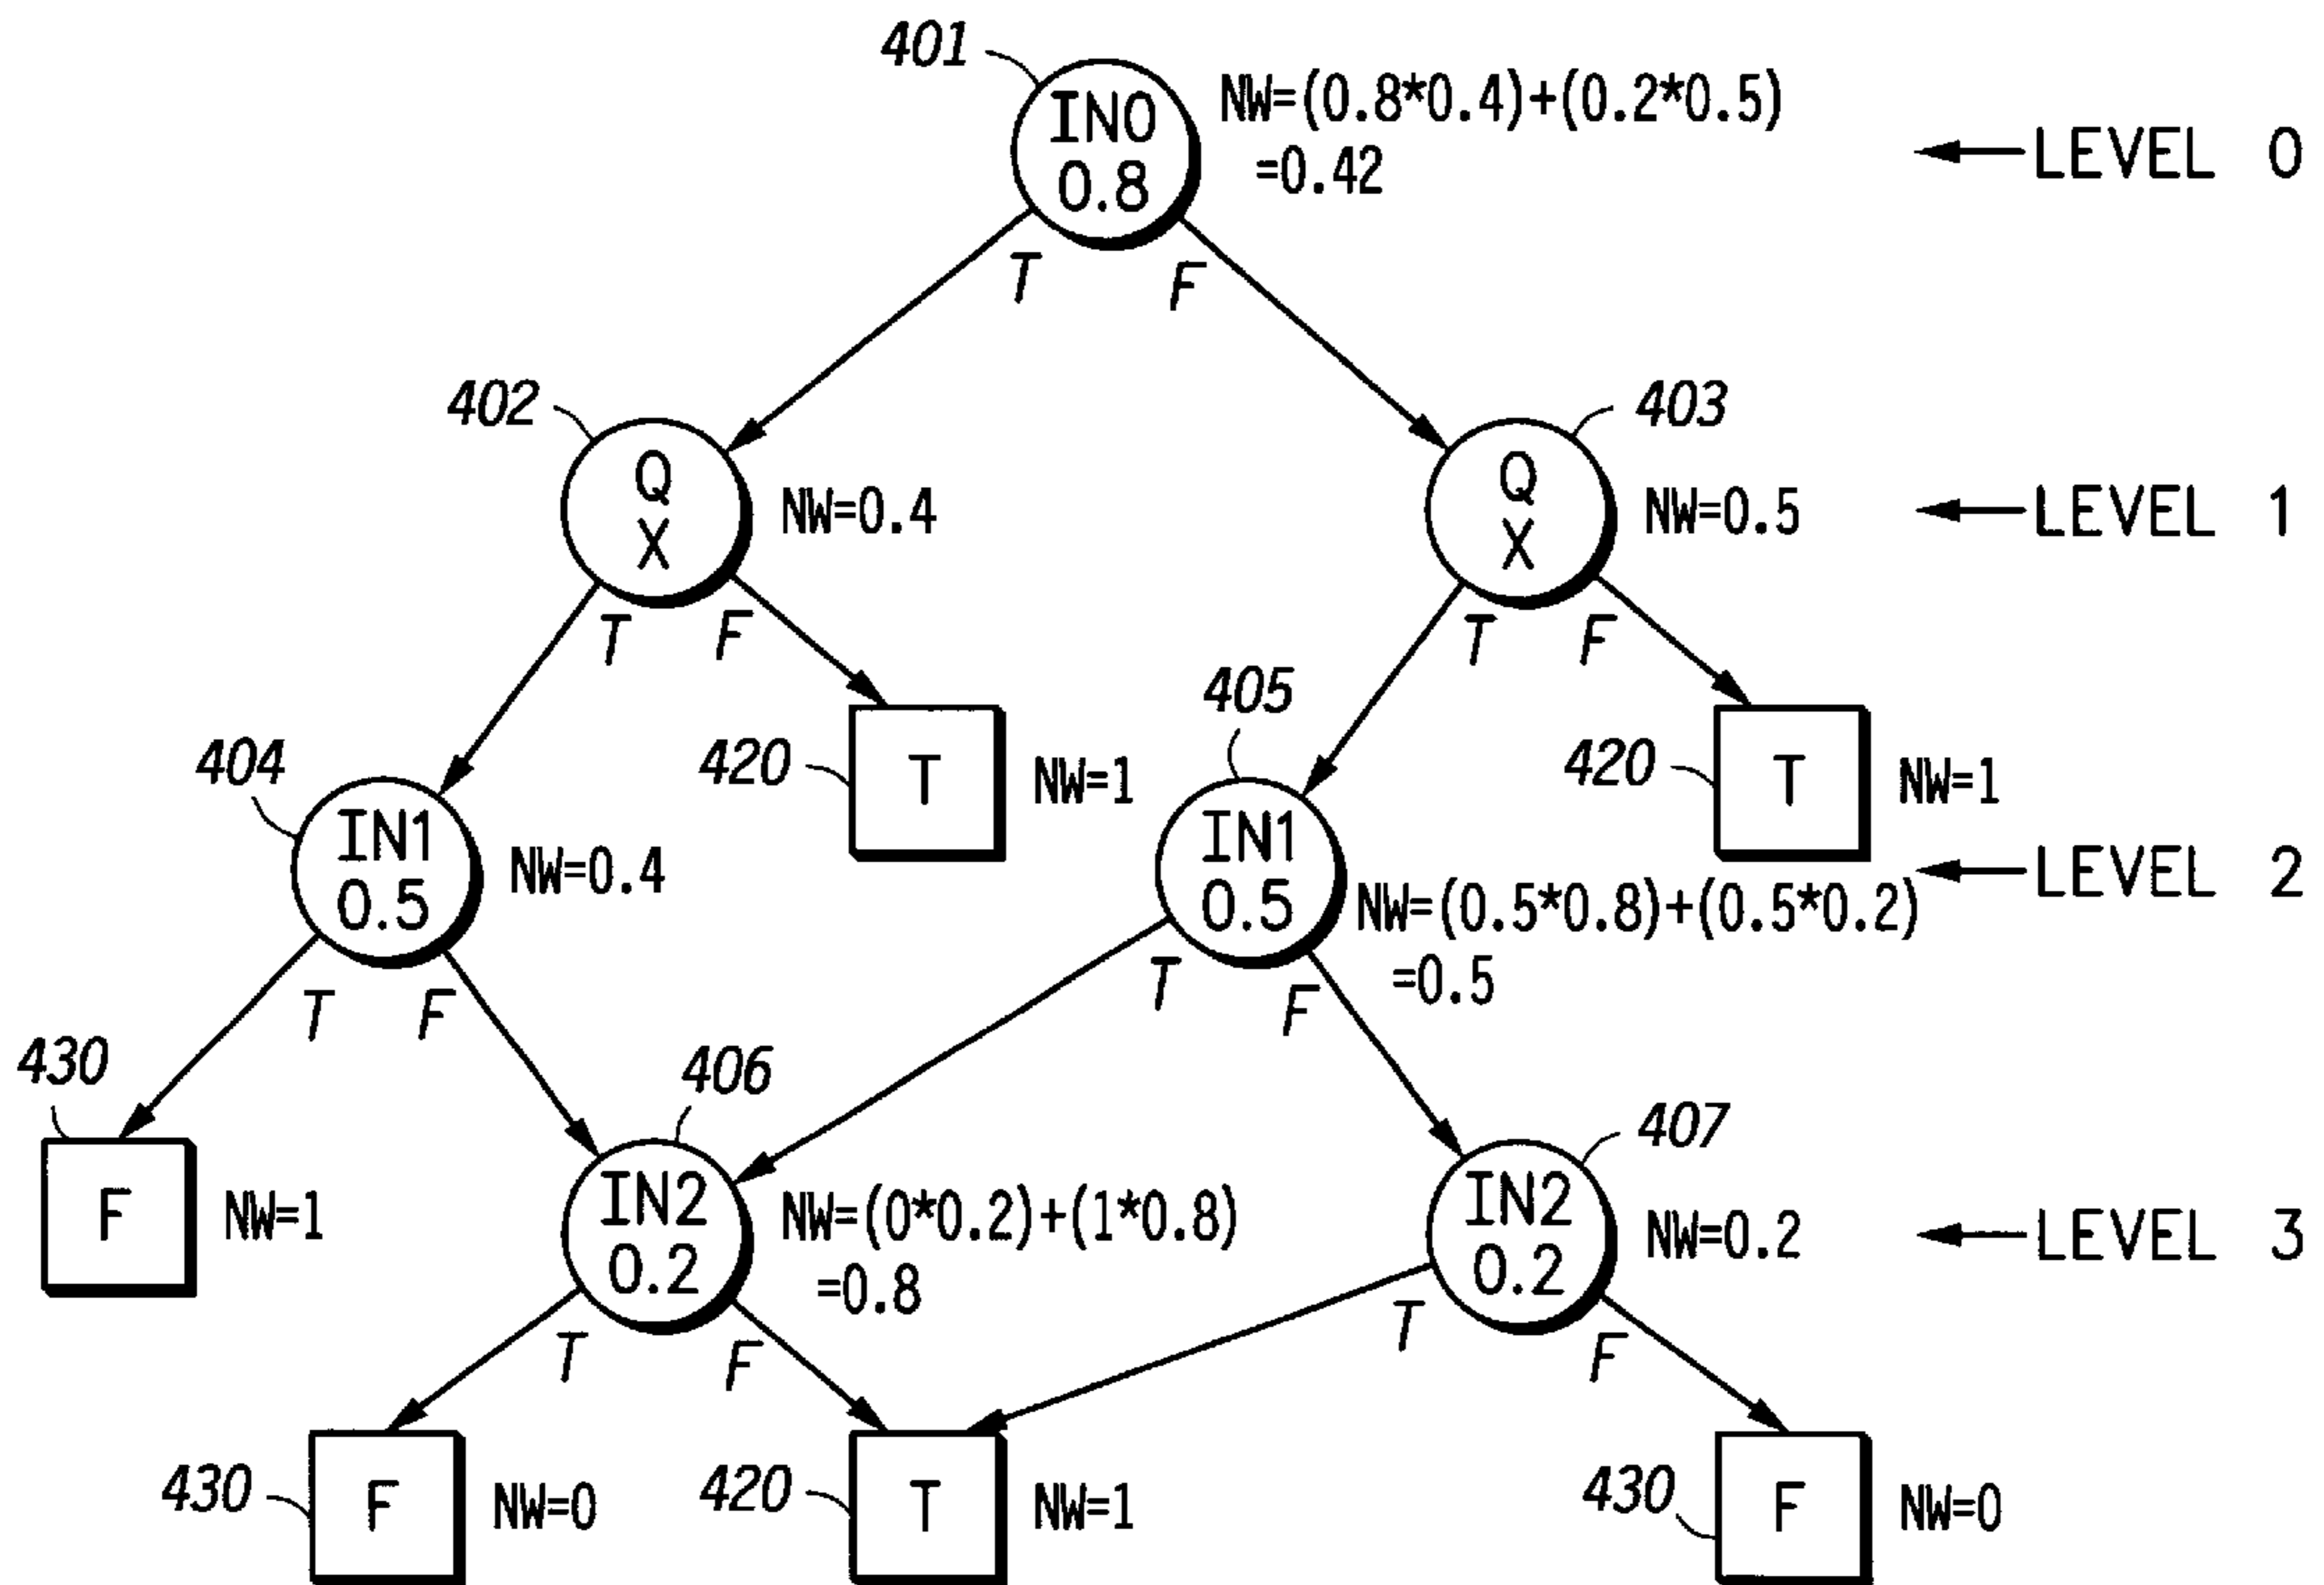 401
IN0
0.8
NW=(0.8*0.4)+(0.2*0.5)
=0.42
LEVEL 0
T
F
402
Q
X
NW=0.4
403
Q
X
NW=0.5
LEVEL 1
T
F
T
F
404
IN1
0.5
NW=0.4
420
T
NW=1
405
IN1
0.5
NW=(0.5*0.8)+(0.5*0.2)
=0.5
420
T
NW=1
LEVEL 2
T
F
T
F
430
F
NW=1
406
IN2
0.2
NW=(0*0.2)+(1*0.8)
=0.8
407
IN2
0.2
NW=0.2
LEVEL 3
T
F
T
F
430
F
NW=0
420
T
NW=1
430
F
NW=0